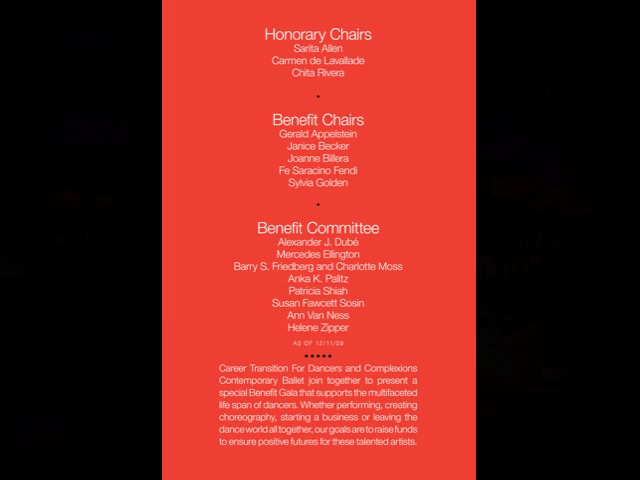 Honorary Chairs
Sarita Allen
Carmen de Lavallade
Chita Rivera
•
Benefit Chairs
Gerald Appelstein
Janice Becker
Joanne Billera
Fe Saracino Fendi
Sylvia Golden
•
Benefit Committee
Alexander J. Dubé
Mercedes Ellington
Barry S. Friedberg and Charlotte Moss
Anka K. Palitz
Patricia Shiah
Susan Fawcett Sosin
Ann Van Ness
Helene Zipper
AS OF 12/11/09
•••••
Career Transition For Dancers and Complexions
Contemporary Ballet join together to present a
special Benefit Gala that supports the multifaceted
life span of dancers. Whether performing, creating
choreography, starting a business or leaving the
dance world all together, our goals are to raise funds
to ensure positive futures for these talented artists.